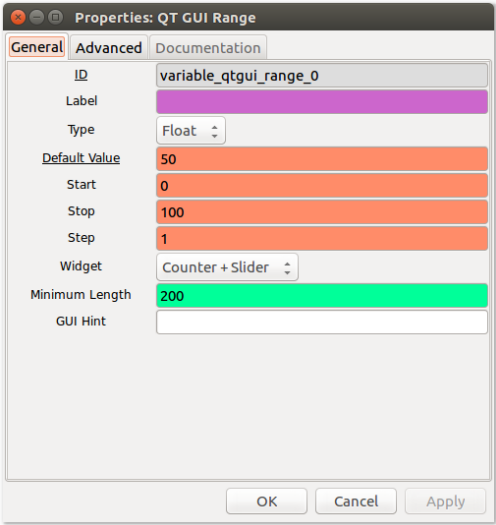 Properties: QT GUI Range
General Advanced Documentation
ID variable_qtgui_range_0
Label
Type Float
Default Value 50
Start 0
Stop 100
Step 1
Widget Counter + Slider
Minimum Length 200
GUI Hint
OK Cancel Apply